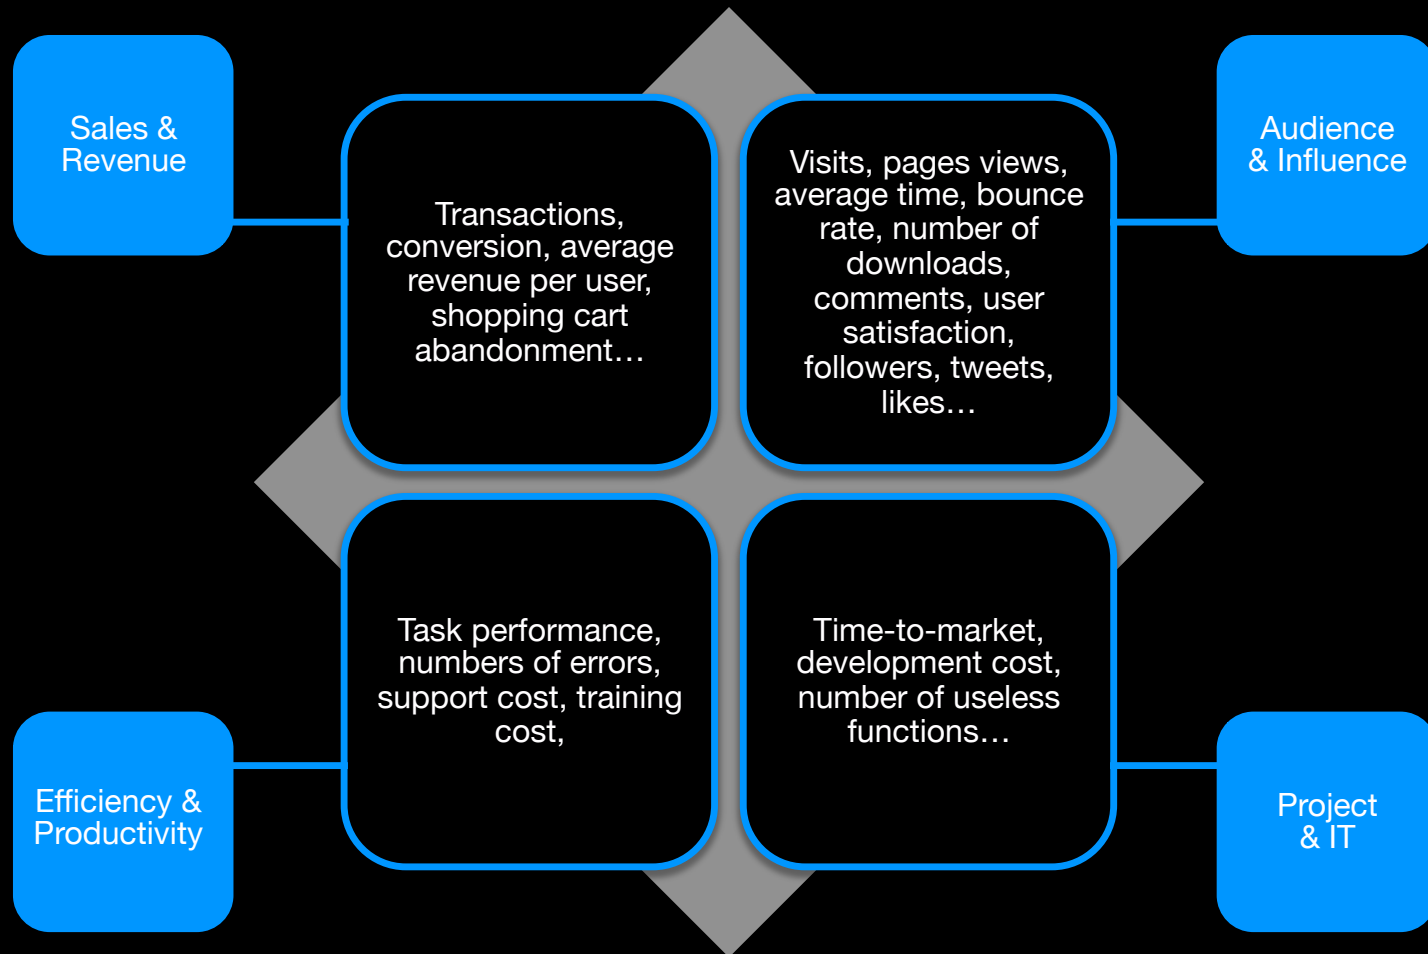 Sales &
Revenue
Transactions,
conversion, average
revenue per user,
shopping cart
abandonment…
Visits, pages views,
average time, bounce
rate, number of
downloads,
comments, user
satisfaction,
followers, tweets,
likes…
Audience
& Influence
Efficiency &
Productivity
Task performance,
numbers of errors,
support cost, training
cost,
Time-to-market,
development cost,
number of useless
functions…
Project
& IT